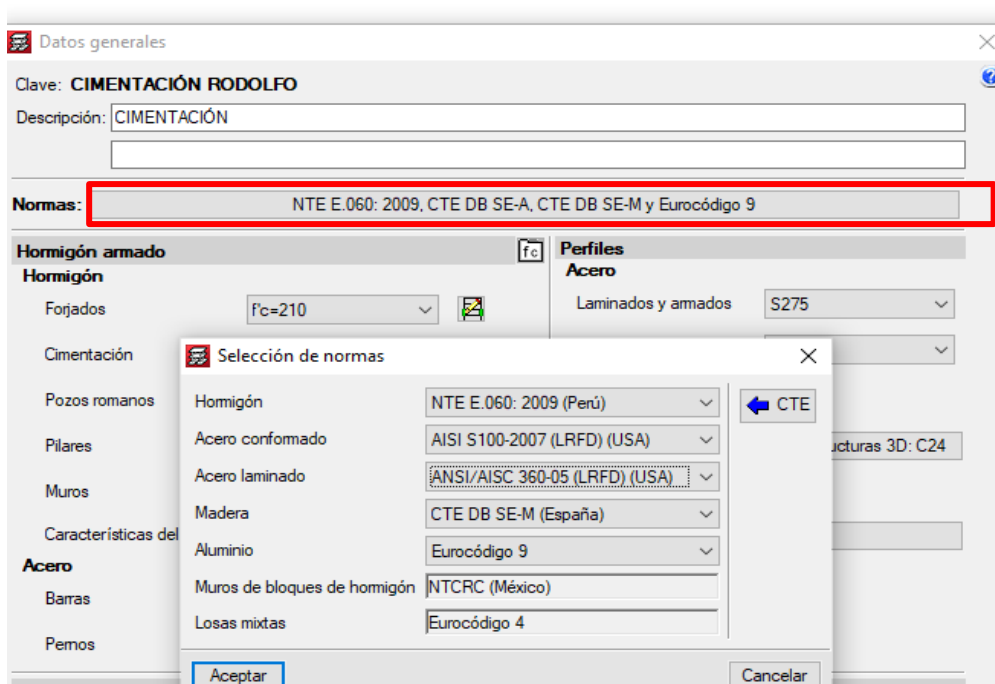 Datos generales
Clave: CIMENTACIÓN RODOLFO
Descripción: CIMENTACIÓN
Normas: NTE E.060: 2009, CTE DB SE-A, CTE DB SE-M y Eurocódigo 9
Hormigón armado
fc
Perfiles
Hormigón
Acero
Forjados f'c=210
Laminados y armados S275
Cimentación
Pozos romanos
Pilares
ucturas 3D: C24
Muros
Características del
Acero
Barras
Pernos
Selección de normas
Hormigón NTE E.060: 2009 (Perú)
CTE
Acero conformado AISI S100-2007 (LRFD) (USA)
Acero laminado ANSI/AISC 360-05 (LRFD) (USA)
Madera CTE DB SE-M (España)
Aluminio Eurocódigo 9
Muros de bloques de hormigón NTCRC (México)
Losas mixtas Eurocódigo 4
Aceptar Cancelar